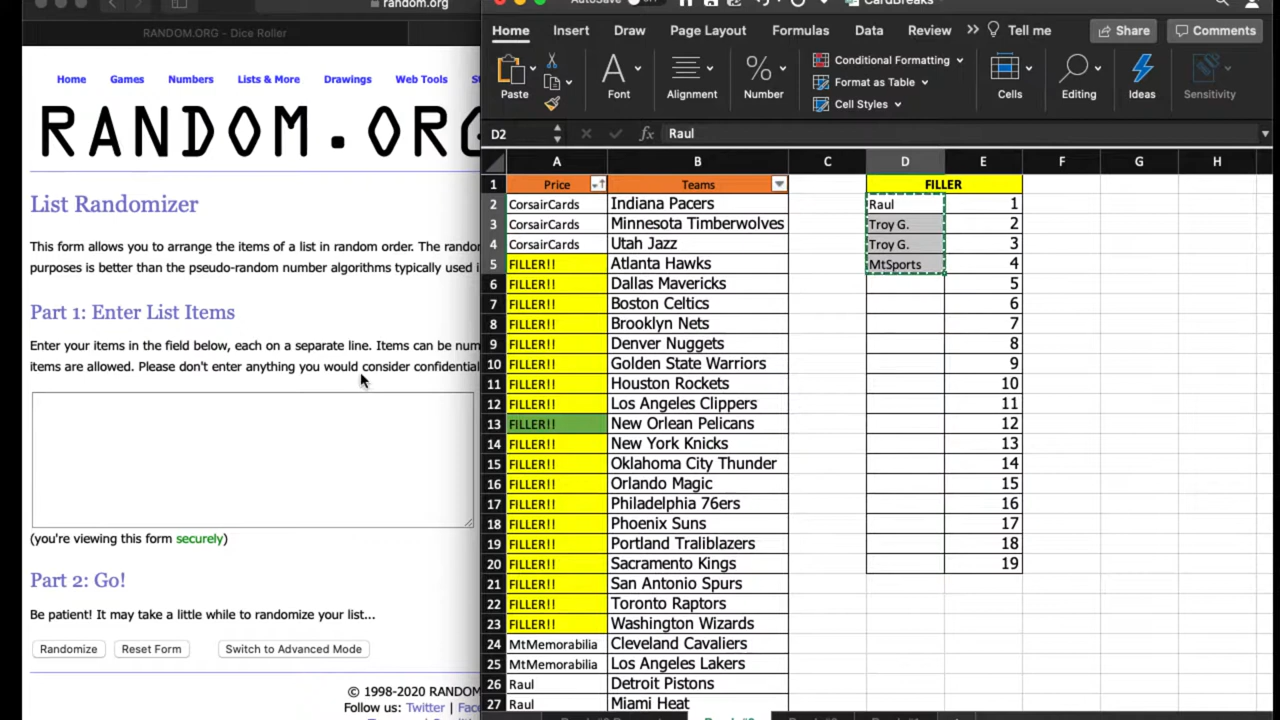 random.org
RANDOM.ORG - Dice Roller
Home Games Numbers Lists & More Drawings Web Tools
RANDOM.ORG
List Randomizer
This form allows you to arrange the items of a list in random order. The
purposes is better than the pseudo-random number algorithms typically used
Part 1: Enter List Items
Enter your items in the field below, each on a separate line. Items can be
items are allowed. Please don't enter anything you would consider
(you're viewing this form securely)
Part 2: Go!
Be patient! It may take a little while to randomize your list...
Randomize Reset Form Switch to Advanced Mode
© 1998-2020
Follow us: Twitter |
AutoSave
CardBreaks
Home Insert Draw Page Layout Formulas Data Review >> Tell me Share Comments
Paste Font Alignment Number Conditional Formatting Format as Table Cell Styles Cells Editing Ideas Sensitivity
D2 fx Raul
A B C D E F G H
1 Price Teams FILLER
2 CorsairCards Indiana Pacers Raul 1
3 CorsairCards Minnesota Timberwolves Troy G. 2
4 CorsairCards Utah Jazz Troy G. 3
5 FILLER!! Atlanta Hawks MtSports 4
6 FILLER!! Dallas Mavericks 5
7 FILLER!! Boston Celtics 6
8 FILLER!! Brooklyn Nets 7
9 FILLER!! Denver Nuggets 8
10 FILLER!! Golden State Warriors 9
11 FILLER!! Houston Rockets 10
12 FILLER!! Los Angeles Clippers 11
13 FILLER!! New Orlean Pelicans 12
14 FILLER!! New York Knicks 13
15 FILLER!! Oklahoma City Thunder 14
16 FILLER!! Orlando Magic 15
17 FILLER!! Philadelphia 76ers 16
18 FILLER!! Phoenix Suns 17
19 FILLER!! Portland Traliblazers 18
20 FILLER!! Sacramento Kings 19
21 FILLER!! San Antonio Spurs
22 FILLER!! Toronto Raptors
23 FILLER!! Washington Wizards
24 MtMemorabilia Cleveland Cavaliers
25 MtMemorabilia Los Angeles Lakers
26 Raul Detroit Pistons
27 Raul Miami Heat